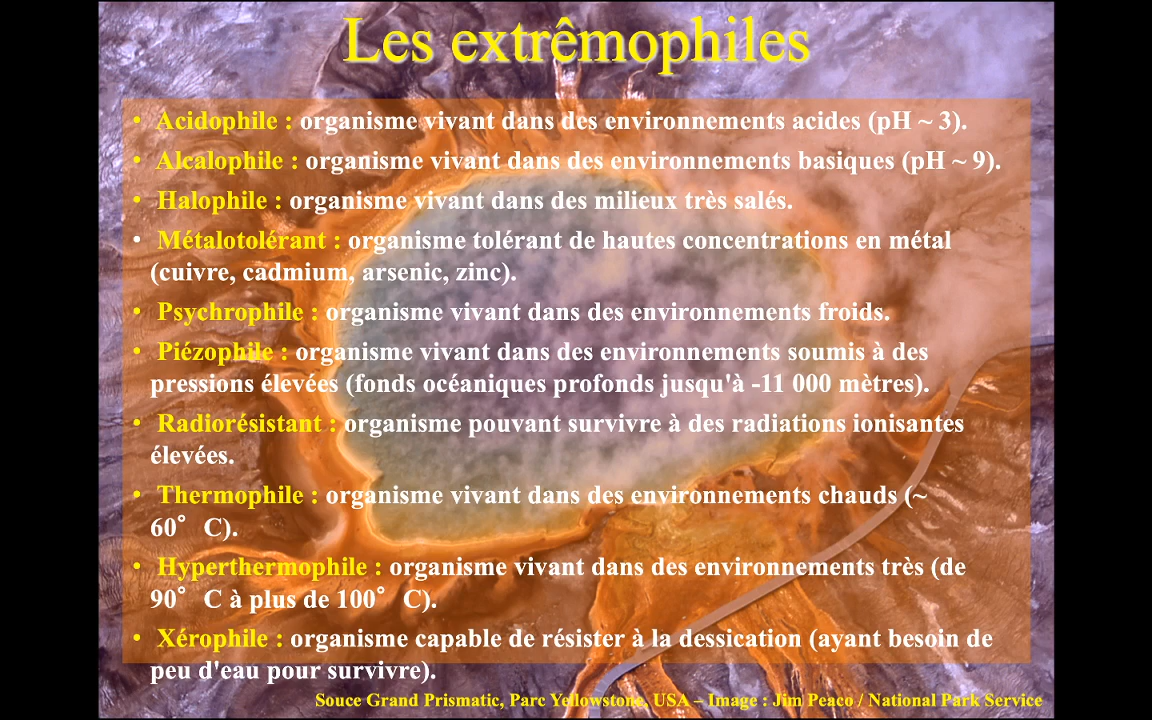 Les extrêmophiles
• Acidophile : organisme vivant dans des environnements acides (pH ~ 3).
• Alcalophile : organisme vivant dans des environnements basiques (pH ~ 9).
• Halophile : organisme vivant dans des milieux très salés.
• Métalotolérant : organisme tolérant de hautes concentrations en métal
(cuivre, cadmium, arsenic, zinc).
• Psychrophile : organisme vivant dans des environnements froids.
• Piézophile : organisme vivant dans des environnements soumis à des
pressions élevées (fonds océaniques profonds jusqu'à -11 000 mètres).
• Radiorésistant : organisme pouvant survivre à des radiations ionisantes
élevées.
• Thermophile : organisme vivant dans des environnements chauds (~
60° C).
• Hyperthermophile : organisme vivant dans des environnements très (de
90° C à plus de 100° C).
• Xérophile : organisme capable de résister à la dessication (ayant besoin de
peu d'eau pour survivre).
Souce Grand Prismatic, Parc Yellowstone, USA – Image : Jim Peaco / National Park Service